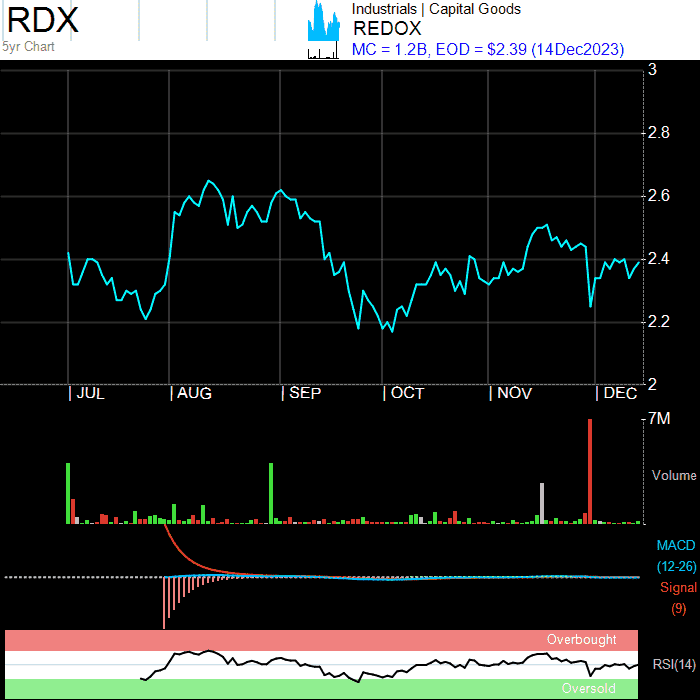 RDX
5yr Chart
Industrials | Capital Goods
REDOX
MC = 1.2B, EOD = $2.39 (14Dec2023)
3
2.8
2.6
2.4
2.2
2
JUL AUG SEP OCT NOV DEC
7M
Volume
MACD
(12-26)
Signal
(9)
Overbought
RSI(14)
Oversold